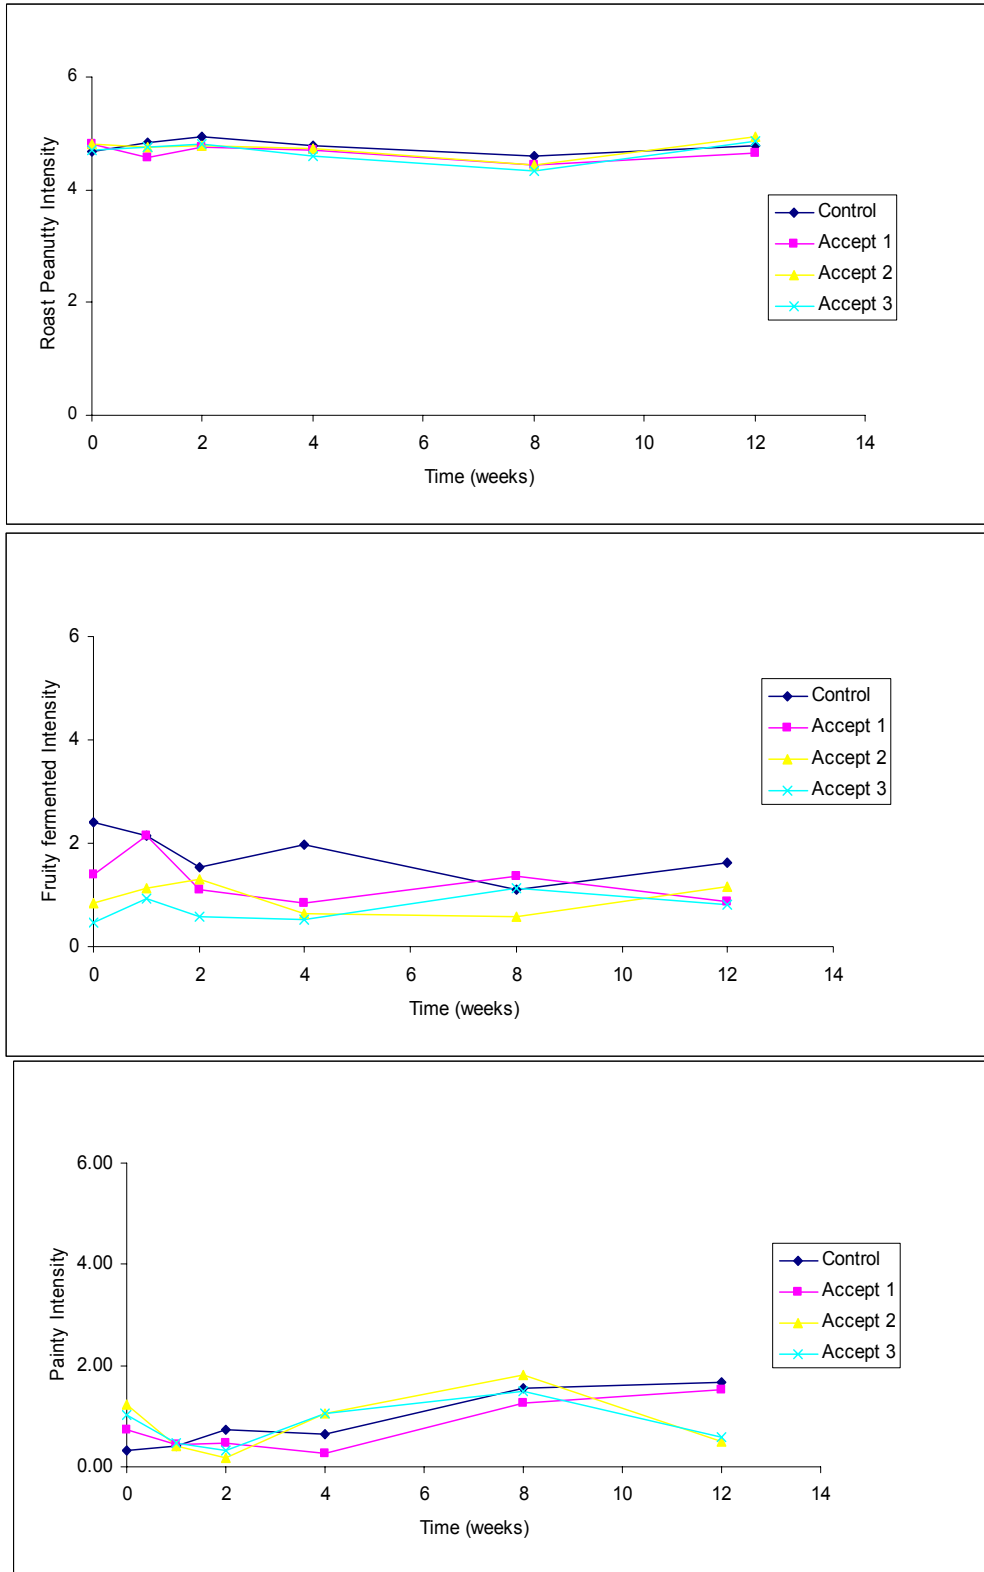 6
4
2
0
Roast Peanutty Intensity
0 2 4 6 8 10 12 14
Time (weeks)
Control
Accept 1
Accept 2
Accept 3
6
4
2
0
Fruity fermented Intensity
0 2 4 6 8 10 12 14
Time (weeks)
Control
Accept 1
Accept 2
Accept 3
6.00
4.00
2.00
0.00
Painty Intensity
0 2 4 6 8 10 12 14
Time (weeks)
Control
Accept 1
Accept 2
Accept 3